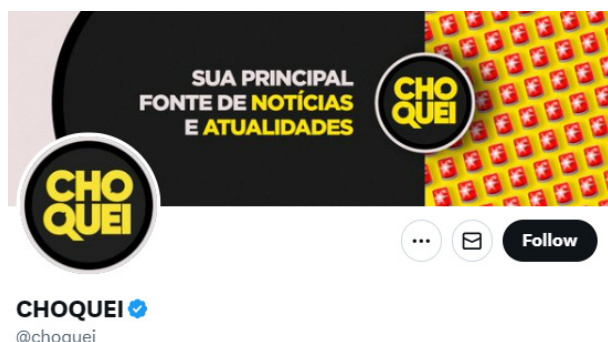 SUA PRINCIPAL
FONTE DE NOTÍCIAS
E ATUALIDADES
CHO
QUEI
CHO
QUEI
Follow
CHOQUEI
@choquei